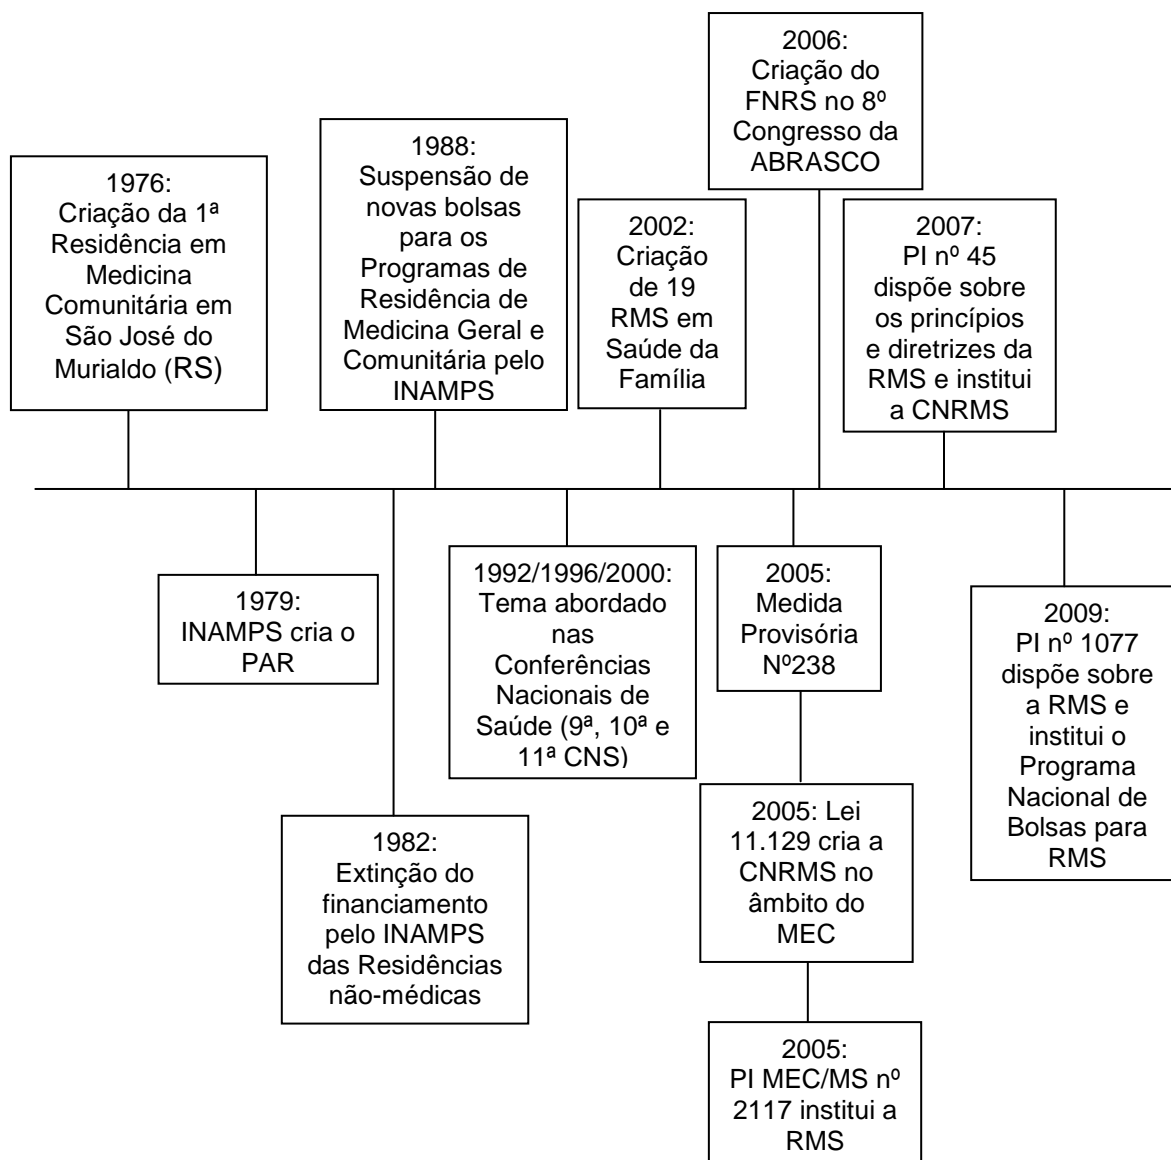 1976:
Criação da 1ª
Residência em
Medicina
Comunitária em
São José do
Murialdo (RS)
1979:
INAMPS cria o
PAR
1982:
Extinção do
financiamento
pelo INAMPS
das Residências
não-médicas
1988:
Suspensão de
novas bolsas
para os
Programas de
Residência de
Medicina Geral e
Comunitária pelo
INAMPS
1992/1996/2000:
Tema abordado
nas
Conferências
Nacionais de
Saúde (9ª, 10ª e
11ª CNS)
2002:
Criação
de 19
RMS em
Saúde da
Família
2005:
Medida
Provisória
Nº238
2005: Lei
11.129 cria a
CNRMS no
âmbito do
MEC
2005:
PI MEC/MS nº
2117 institui a
RMS
2006:
Criação do
FNRS no 8º
Congresso da
ABRASCO
2007:
PI nº 45
dispõe sobre
os princípios
e diretrizes da
RMS e institui
a CNRMS
2009:
PI nº 1077
dispõe sobre
a RMS e
institui o
Programa
Nacional de
Bolsas para
RMS